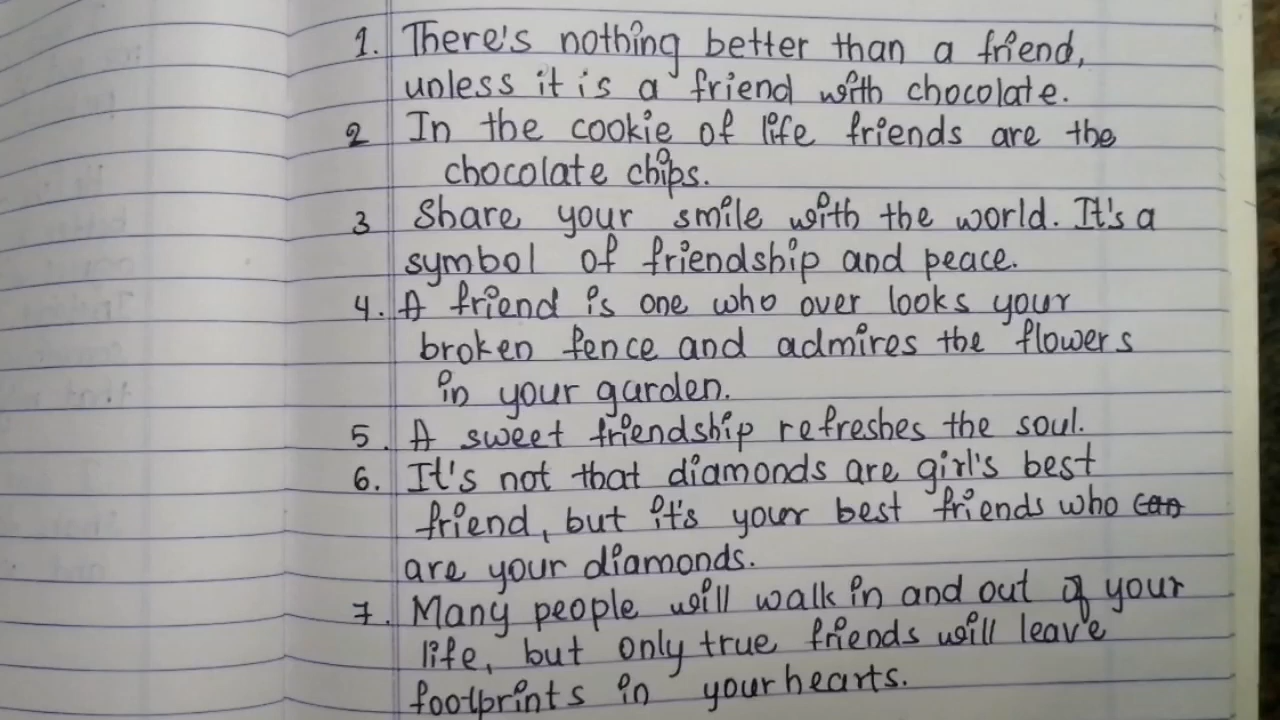 1. There's nothing better than a friend,
unless it is a friend with chocolate.
2 In the cookie of life friends are the
chocolate chips.
3 Share your smile with the world. It's a
symbol of friendship and peace.
4. A friend is one who over looks your
broken fence and admires the flowers
in your garden.
5. A sweet friendship refreshes the soul.
6. It's not that diamonds are girl's best
friend, but it's your best friends who can
are your diamonds.
7. Many people will walk in and out of your
life, but only true friends will leave
footprints in your hearts.